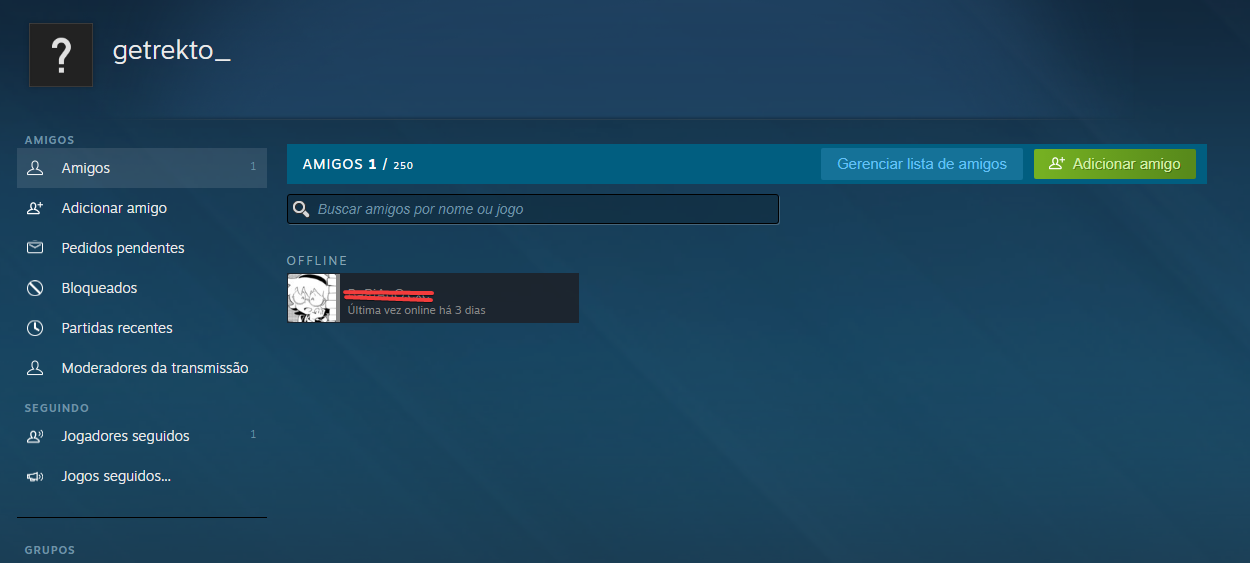 ?
getrekto_
AMIGOS
Amigos 1
Adicionar amigo
Pedidos pendentes
Bloqueados
Partidas recentes
Moderadores da transmissão
SEGUINDO
Jogadores seguidos 1
Jogos seguidos...
GRUPOS
AMIGOS 1 / 250
Gerenciar lista de amigos
Adicionar amigo
Buscar amigos por nome ou jogo
OFFLINE
Última vez online há 3 dias